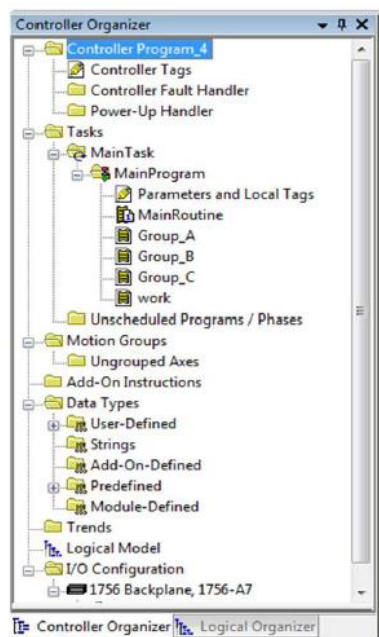 Controller Organizer
Controller Program_4
Controller Tags
Controller Fault Handler
Power-Up Handler
Tasks
MainTask
MainProgram
Parameters and Local Tags
MainRoutine
Group_A
Group_B
Group_C
work
Unscheduled Programs / Phases
Motion Groups
Ungrouped Axes
Add-On Instructions
Data Types
User-Defined
Strings
Add-On-Defined
Predefined
Module-Defined
Trends
Logical Model
I/O Configuration
1756 Backplane, 1756-A7
Controller Organizer Logical Organizer